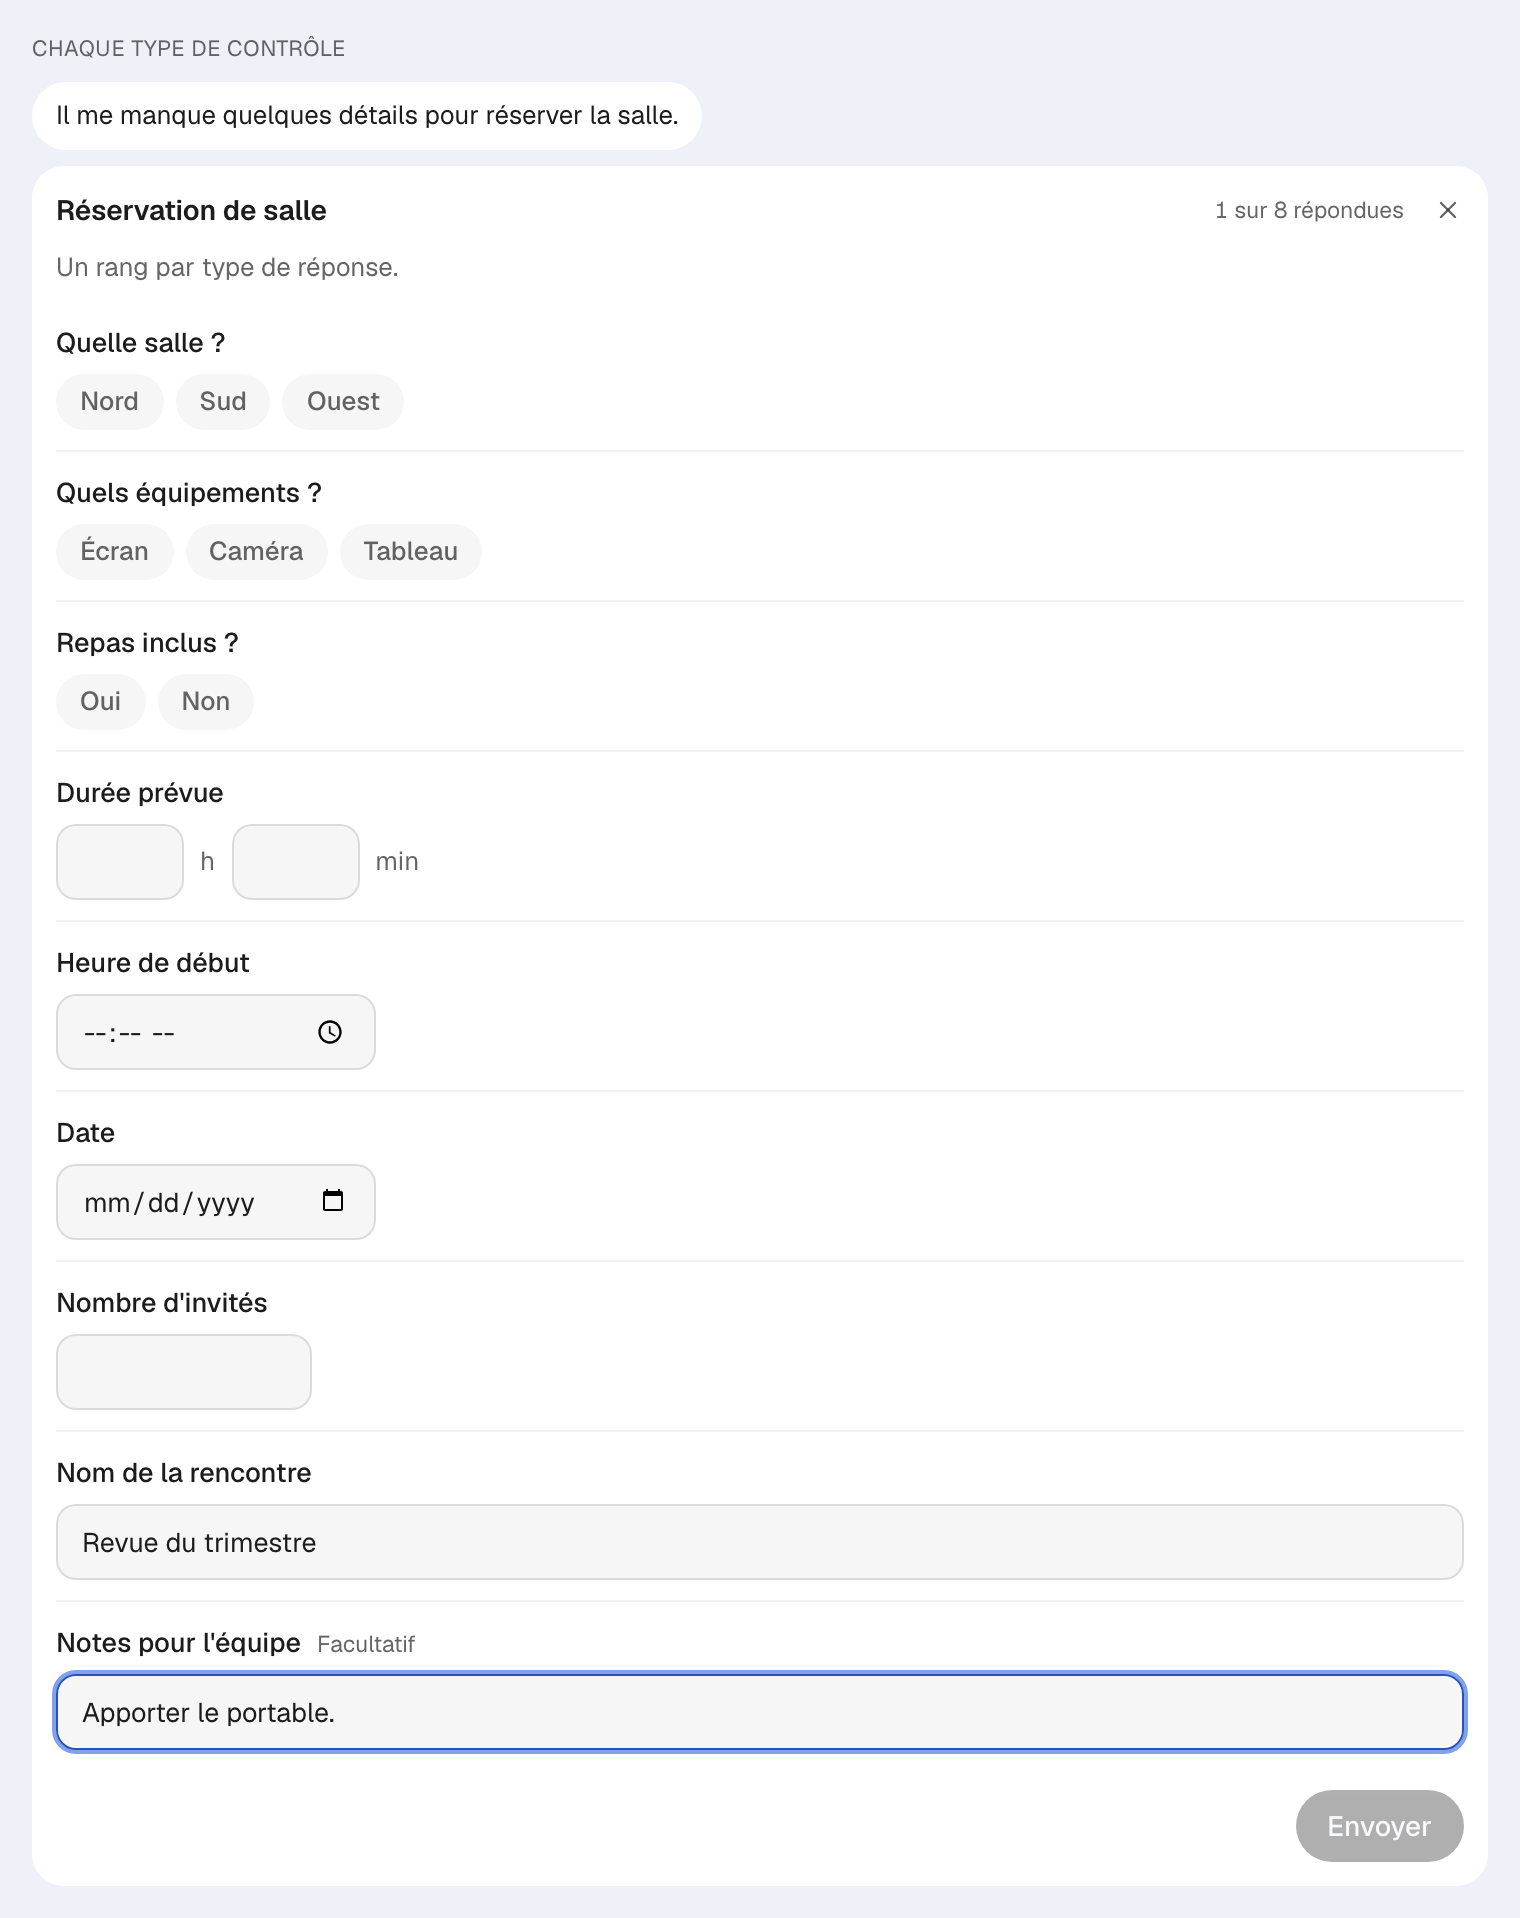 CHAQUE TYPE DE CONTRÔLE
Il me manque quelques détails pour réserver la salle.
Réservation de salle
1 sur 8 répondues
Un rang par type de réponse.
Quelle salle ?
Nord Sud Ouest
Quels équipements ?
Écran Caméra Tableau
Repas inclus ?
Oui Non
Durée prévue
h min
Heure de début
--:-- --
Date
mm/dd/yyyy
Nombre d'invités
Nom de la rencontre
Revue du trimestre
Notes pour l'équipe Facultatif
Apporter le portable.
Envoyer